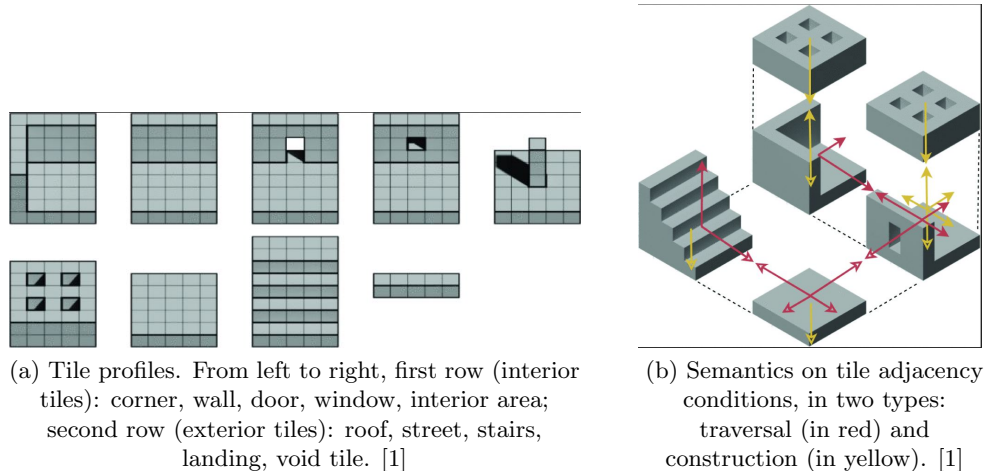 (a) Tile profiles. From left to right, first row (interior
tiles): corner, wall, door, window, interior area;
second row (exterior tiles): roof, street, stairs,
landing, void tile. [1]
(b) Semantics on tile adjacency
conditions, in two types:
traversal (in red) and
construction (in yellow). [1]